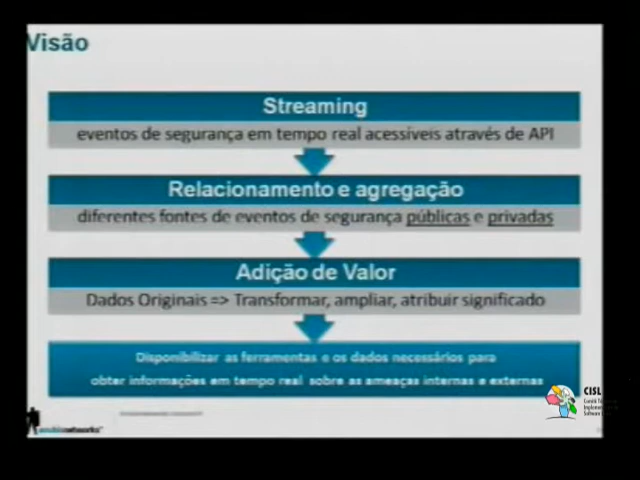 Visão
Streaming
eventos de segurança em tempo real acessíveis através de API
Relacionamento e agregação
diferentes fontes de eventos de segurança públicas e privadas
Adição de Valor
Dados Originais => Transformar, ampliar, atribuir significado
Disponibilizar as ferramentas e os dados necessários para
obter informações em tempo real sobre as ameaças internas e externas
CISL